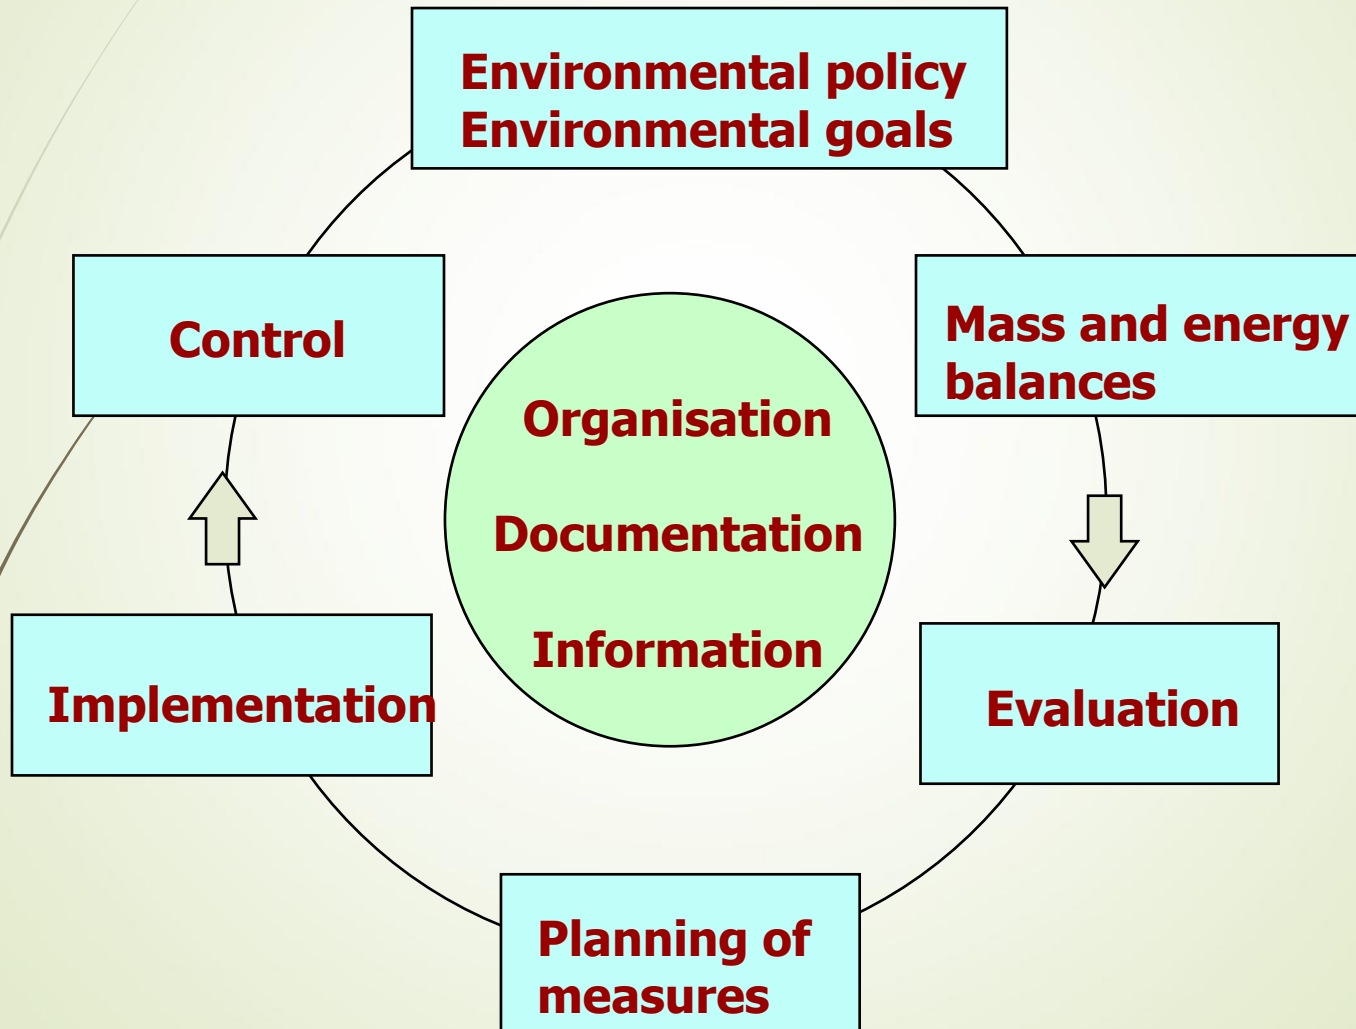 Environmental policy
Environmental goals
Control
Mass and energy
balances
Organisation
Documentation
Information
Implementation
Evaluation
Planning of
measures